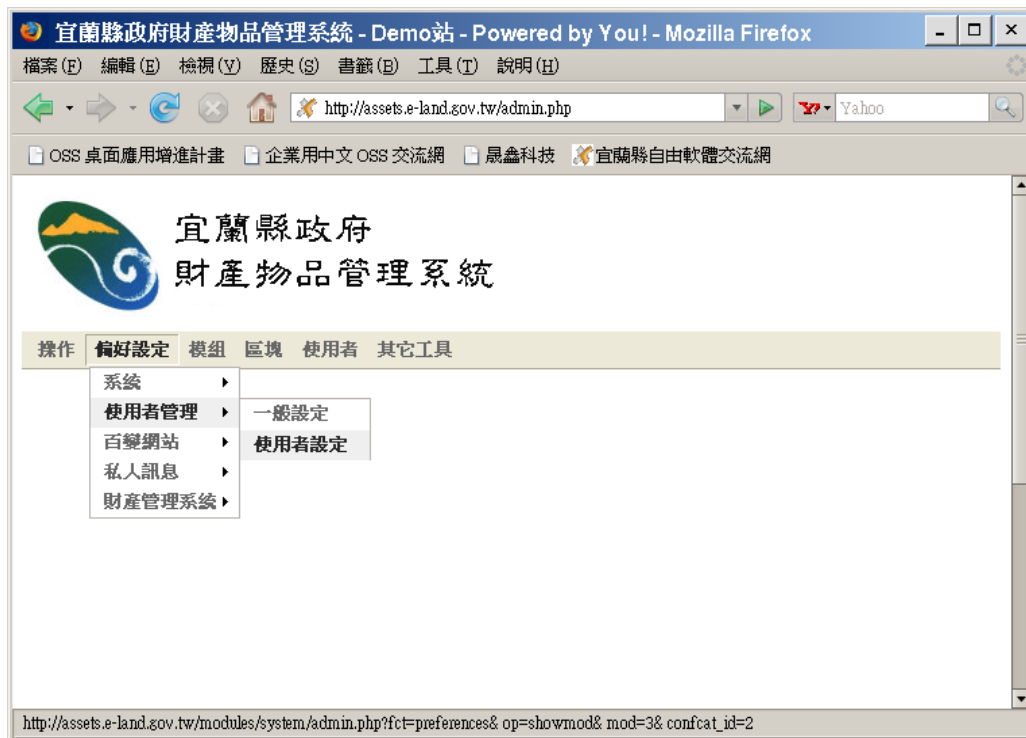 宜蘭縣政府財產物品管理系統 - Demo站 - Powered by You! - Mozilla Firefox
檔案(F) 編輯(E) 檢視(V) 歷史(S) 書籤(B) 工具(T) 說明(H)
http://assets.e-land.gov.tw/admin.php Yahoo
OSS 桌面應用增進計畫 企業用中文 OSS 交流網 晟鑫科技 宜蘭縣自由軟體交流網
宜蘭縣政府
財產物品管理系統
操作 偏好設定 模組 區塊 使用者 其它工具
系統
使用者管理 一般設定
百變網站 使用者設定
私人訊息
財產管理系統
http://assets.e-land.gov.tw/modules/system/admin.php?fct=preferences& op=showmod& mod=3& confcat_id=2